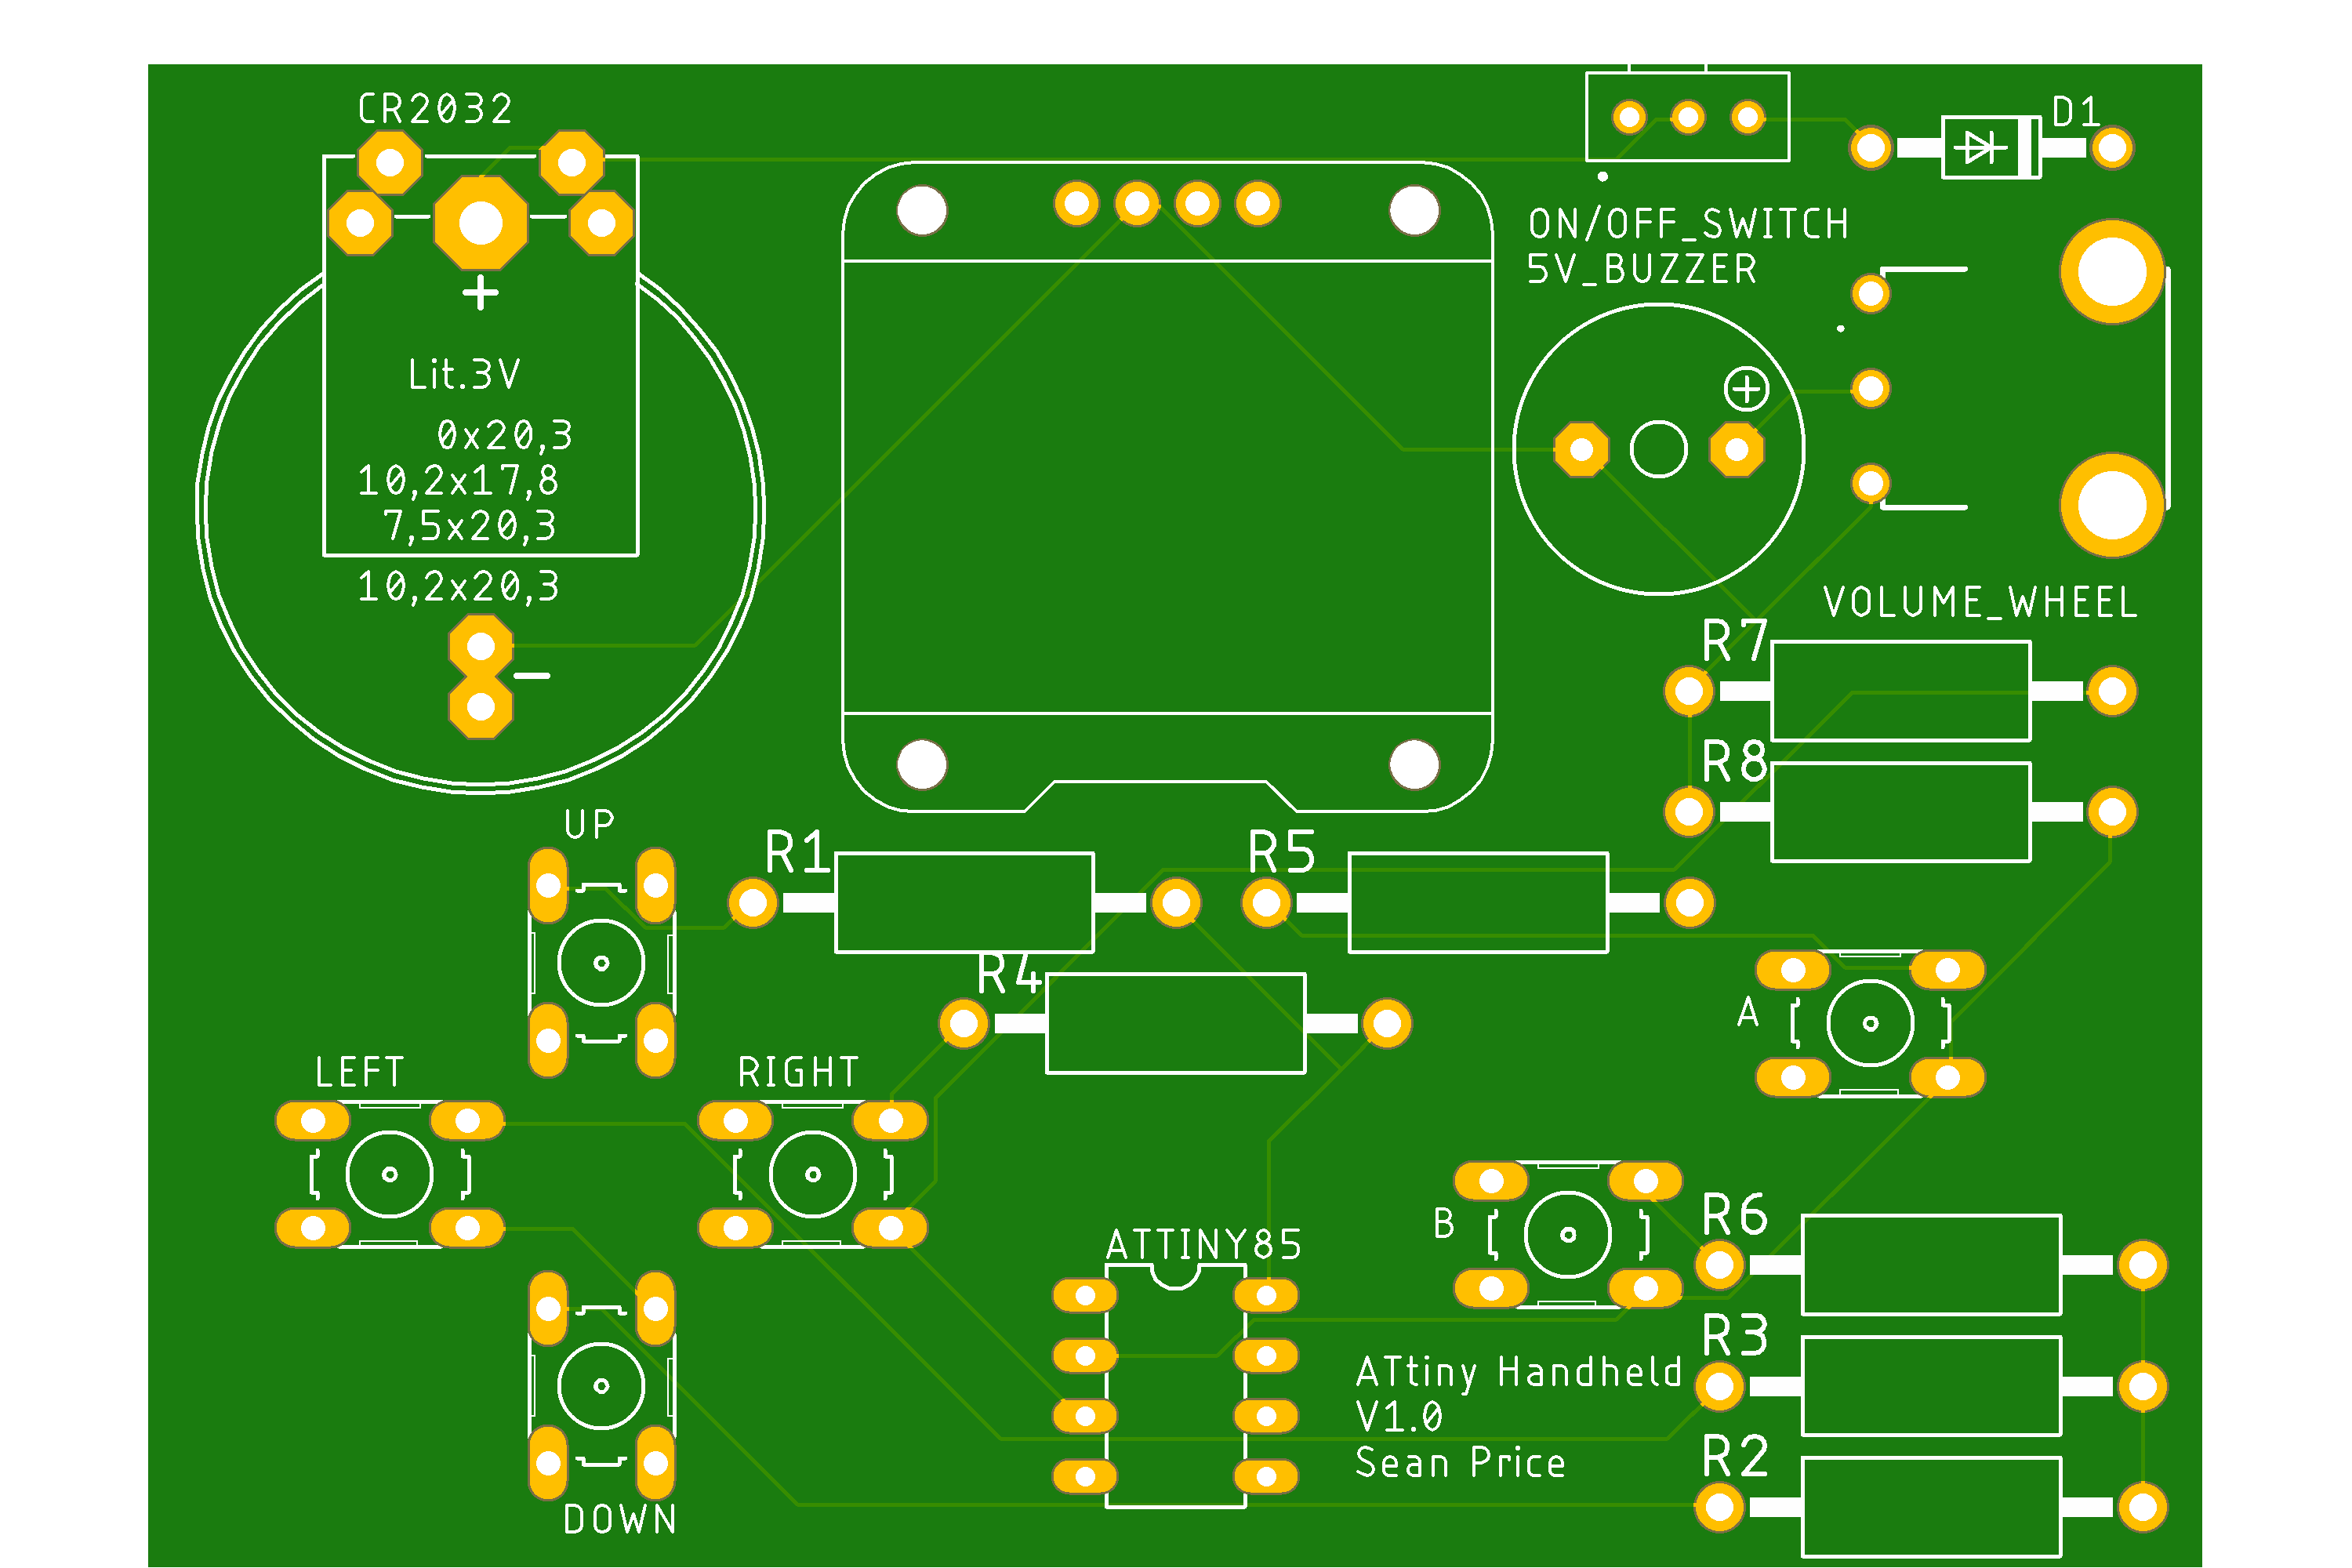 CR2032
D1
ON/OFF_SWITCH
5V_BUZZER
+
+
Lit.3V
0x20,3
10,2x17,8
7,5x20,3
10,2x20,3
-
VOLUME_WHEEL
R7
R8
UP
R1
R5
R4
A
LEFT
RIGHT
B
R6
ATTINY85
R3
ATtiny Handheld
V1.0
Sean Price
R2
DOWN